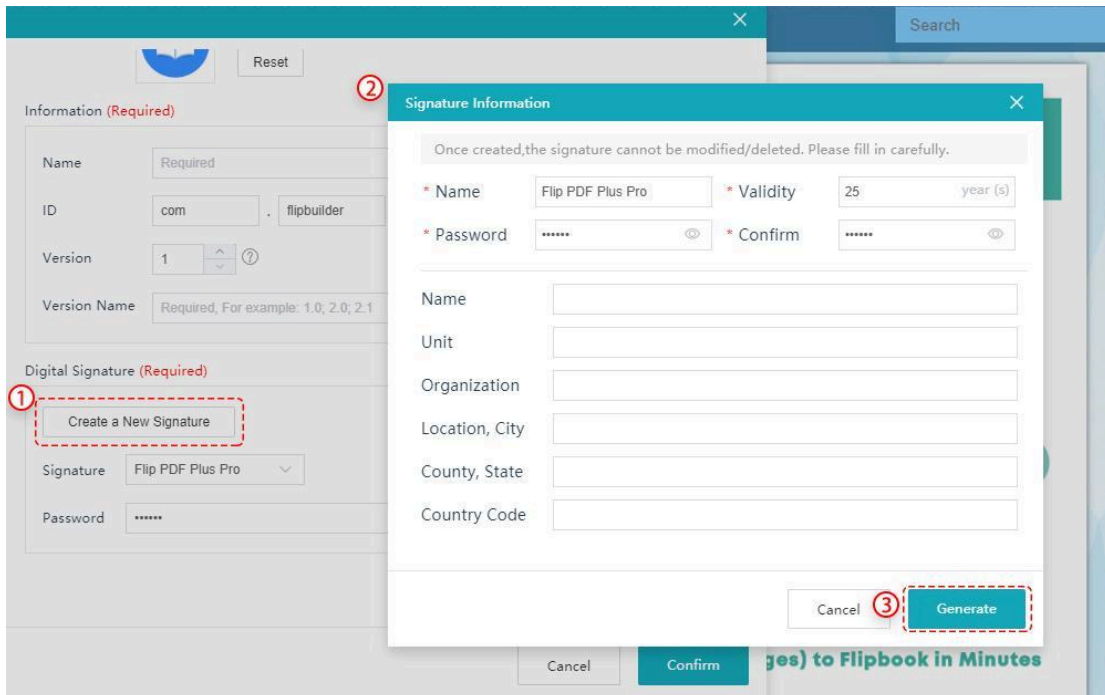 Search
Reset
Information (Required)
Name Required
ID com . flipbuilder
Version 1 ?
Version Name Required, For example: 1.0; 2.0; 2.1
Digital Signature (Required)
①
Create a New Signature
Signature Flip PDF Plus Pro
Password ••••••
Cancel Confirm
②
Signature Information
Once created,the signature cannot be modified/deleted. Please fill in carefully.
* Name Flip PDF Plus Pro * Validity 25 year (s)
* Password •••••• * Confirm ••••••
Name
Unit
Organization
Location, City
County, State
Country Code
Cancel ③ Generate
ges) to Flipbook in Minutes